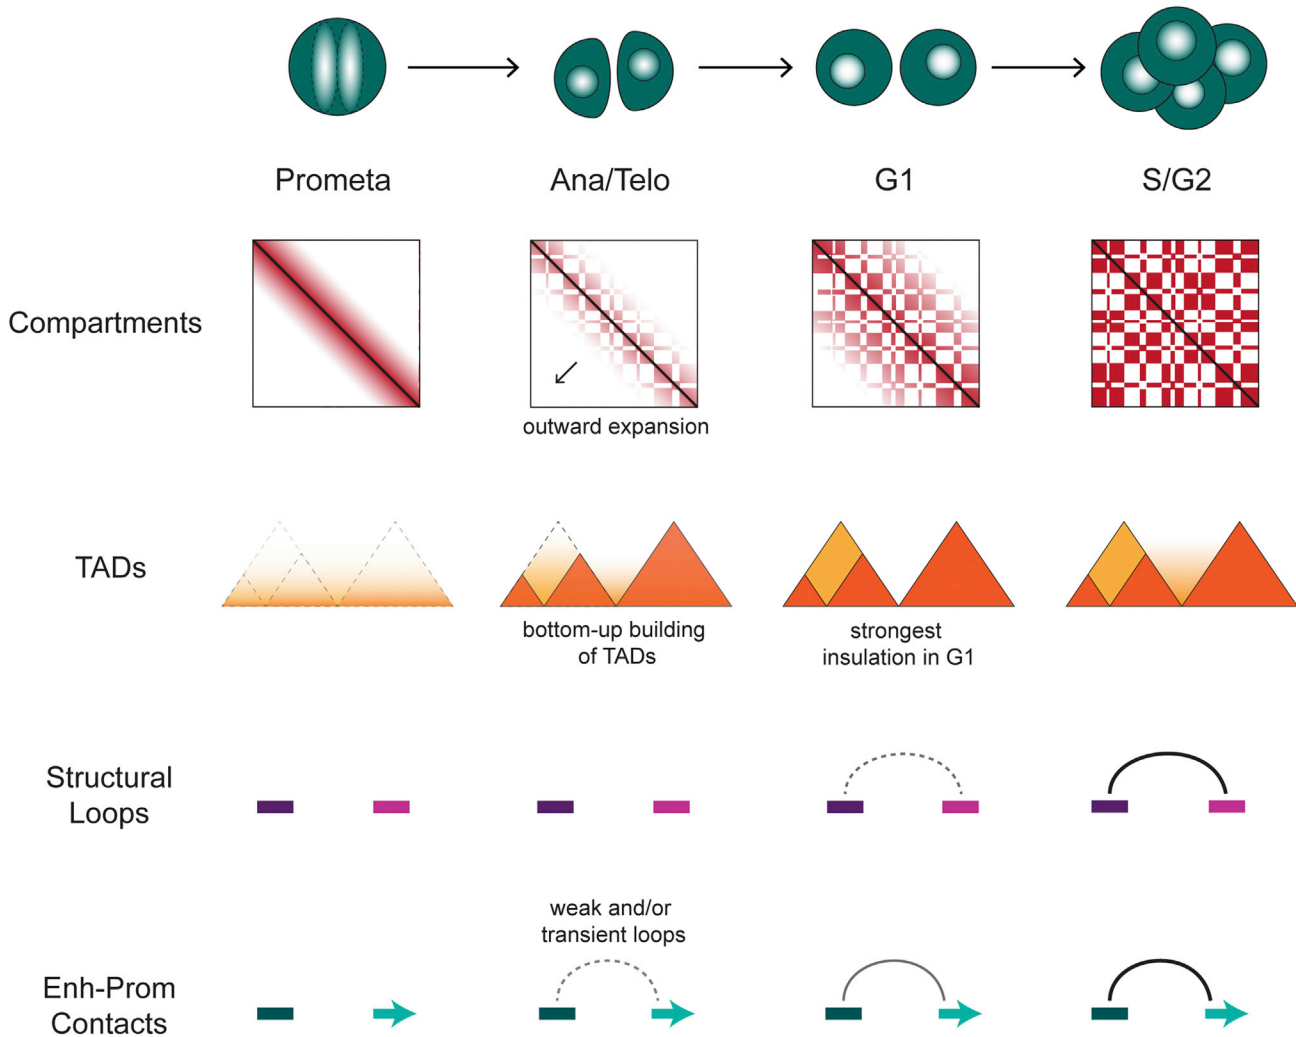 Prometa
Ana/Telo
G1
S/G2
Compartments
outward expansion
TADs
bottom-up building
of TADs
strongest
insulation in G1
Structural
Loops
weak and/or
transient loops
Enh-Prom
Contacts